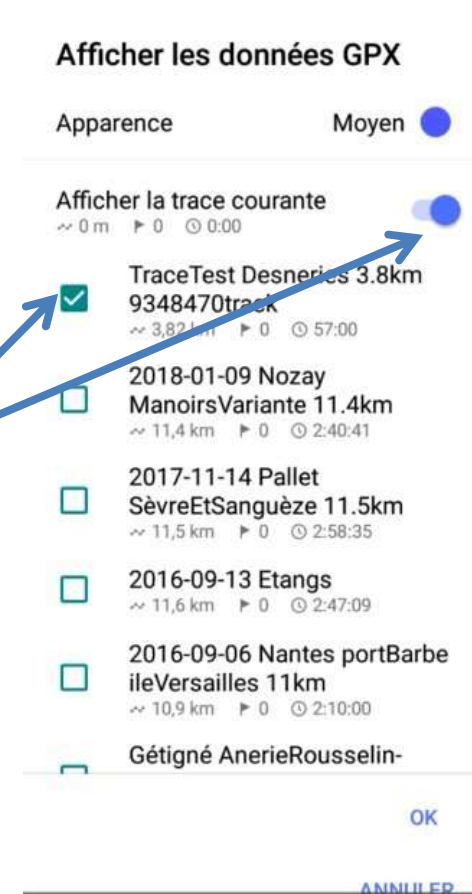 Afficher les données GPX
Apparence Moyen
Afficher la trace courante
0 m 0 0:00
TraceTest Desneries 3.8km
9348470track
3,82 km 0 57:00
2018-01-09 Nozay
ManoirsVariante 11.4km
11,4 km 0 2:40:41
2017-11-14 Pallet
SèvreEtSanguèze 11.5km
11,5 km 0 2:58:35
2016-09-13 Etangs
11,6 km 0 2:47:09
2016-09-06 Nantes portBarbe
ileVersailles 11km
10,9 km 0 2:10:00
Gétigné AnerieRousselin-
OK
ANNULER